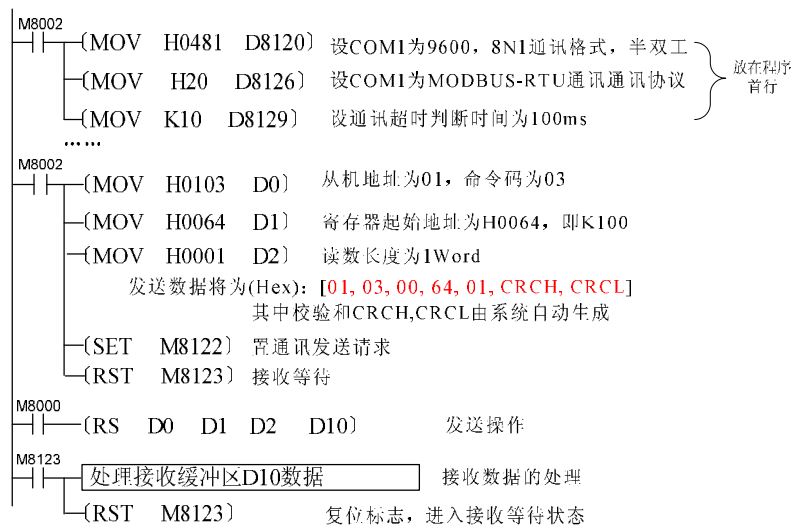 M8002
(MOV H0481 D8120) 设COM1为9600，8N1通讯格式，半双工
(MOV H20 D8126) 设COM1为MODBUS-RTU通讯通讯协议
放在程序
首行
(MOV K10 D8129) 设通讯超时判断时间为100ms
……
M8002
(MOV H0103 D0) 从机地址为01，命令码为03
(MOV H0064 D1) 寄存器起始地址为H0064，即K100
(MOV H0001 D2) 读数长度为1Word
发送数据将为(Hex)：[01, 03, 00, 64, 01, CRCH, CRCL]
其中校验和CRCH,CRCL由系统自动生成
(SET M8122) 置通讯发送请求
(RST M8123) 接收等待
M8000
(RS D0 D1 D2 D10) 发送操作
M8123
处理接收缓冲区D10数据 接收数据的处理
(RST M8123) 复位标志，进入接收等待状态